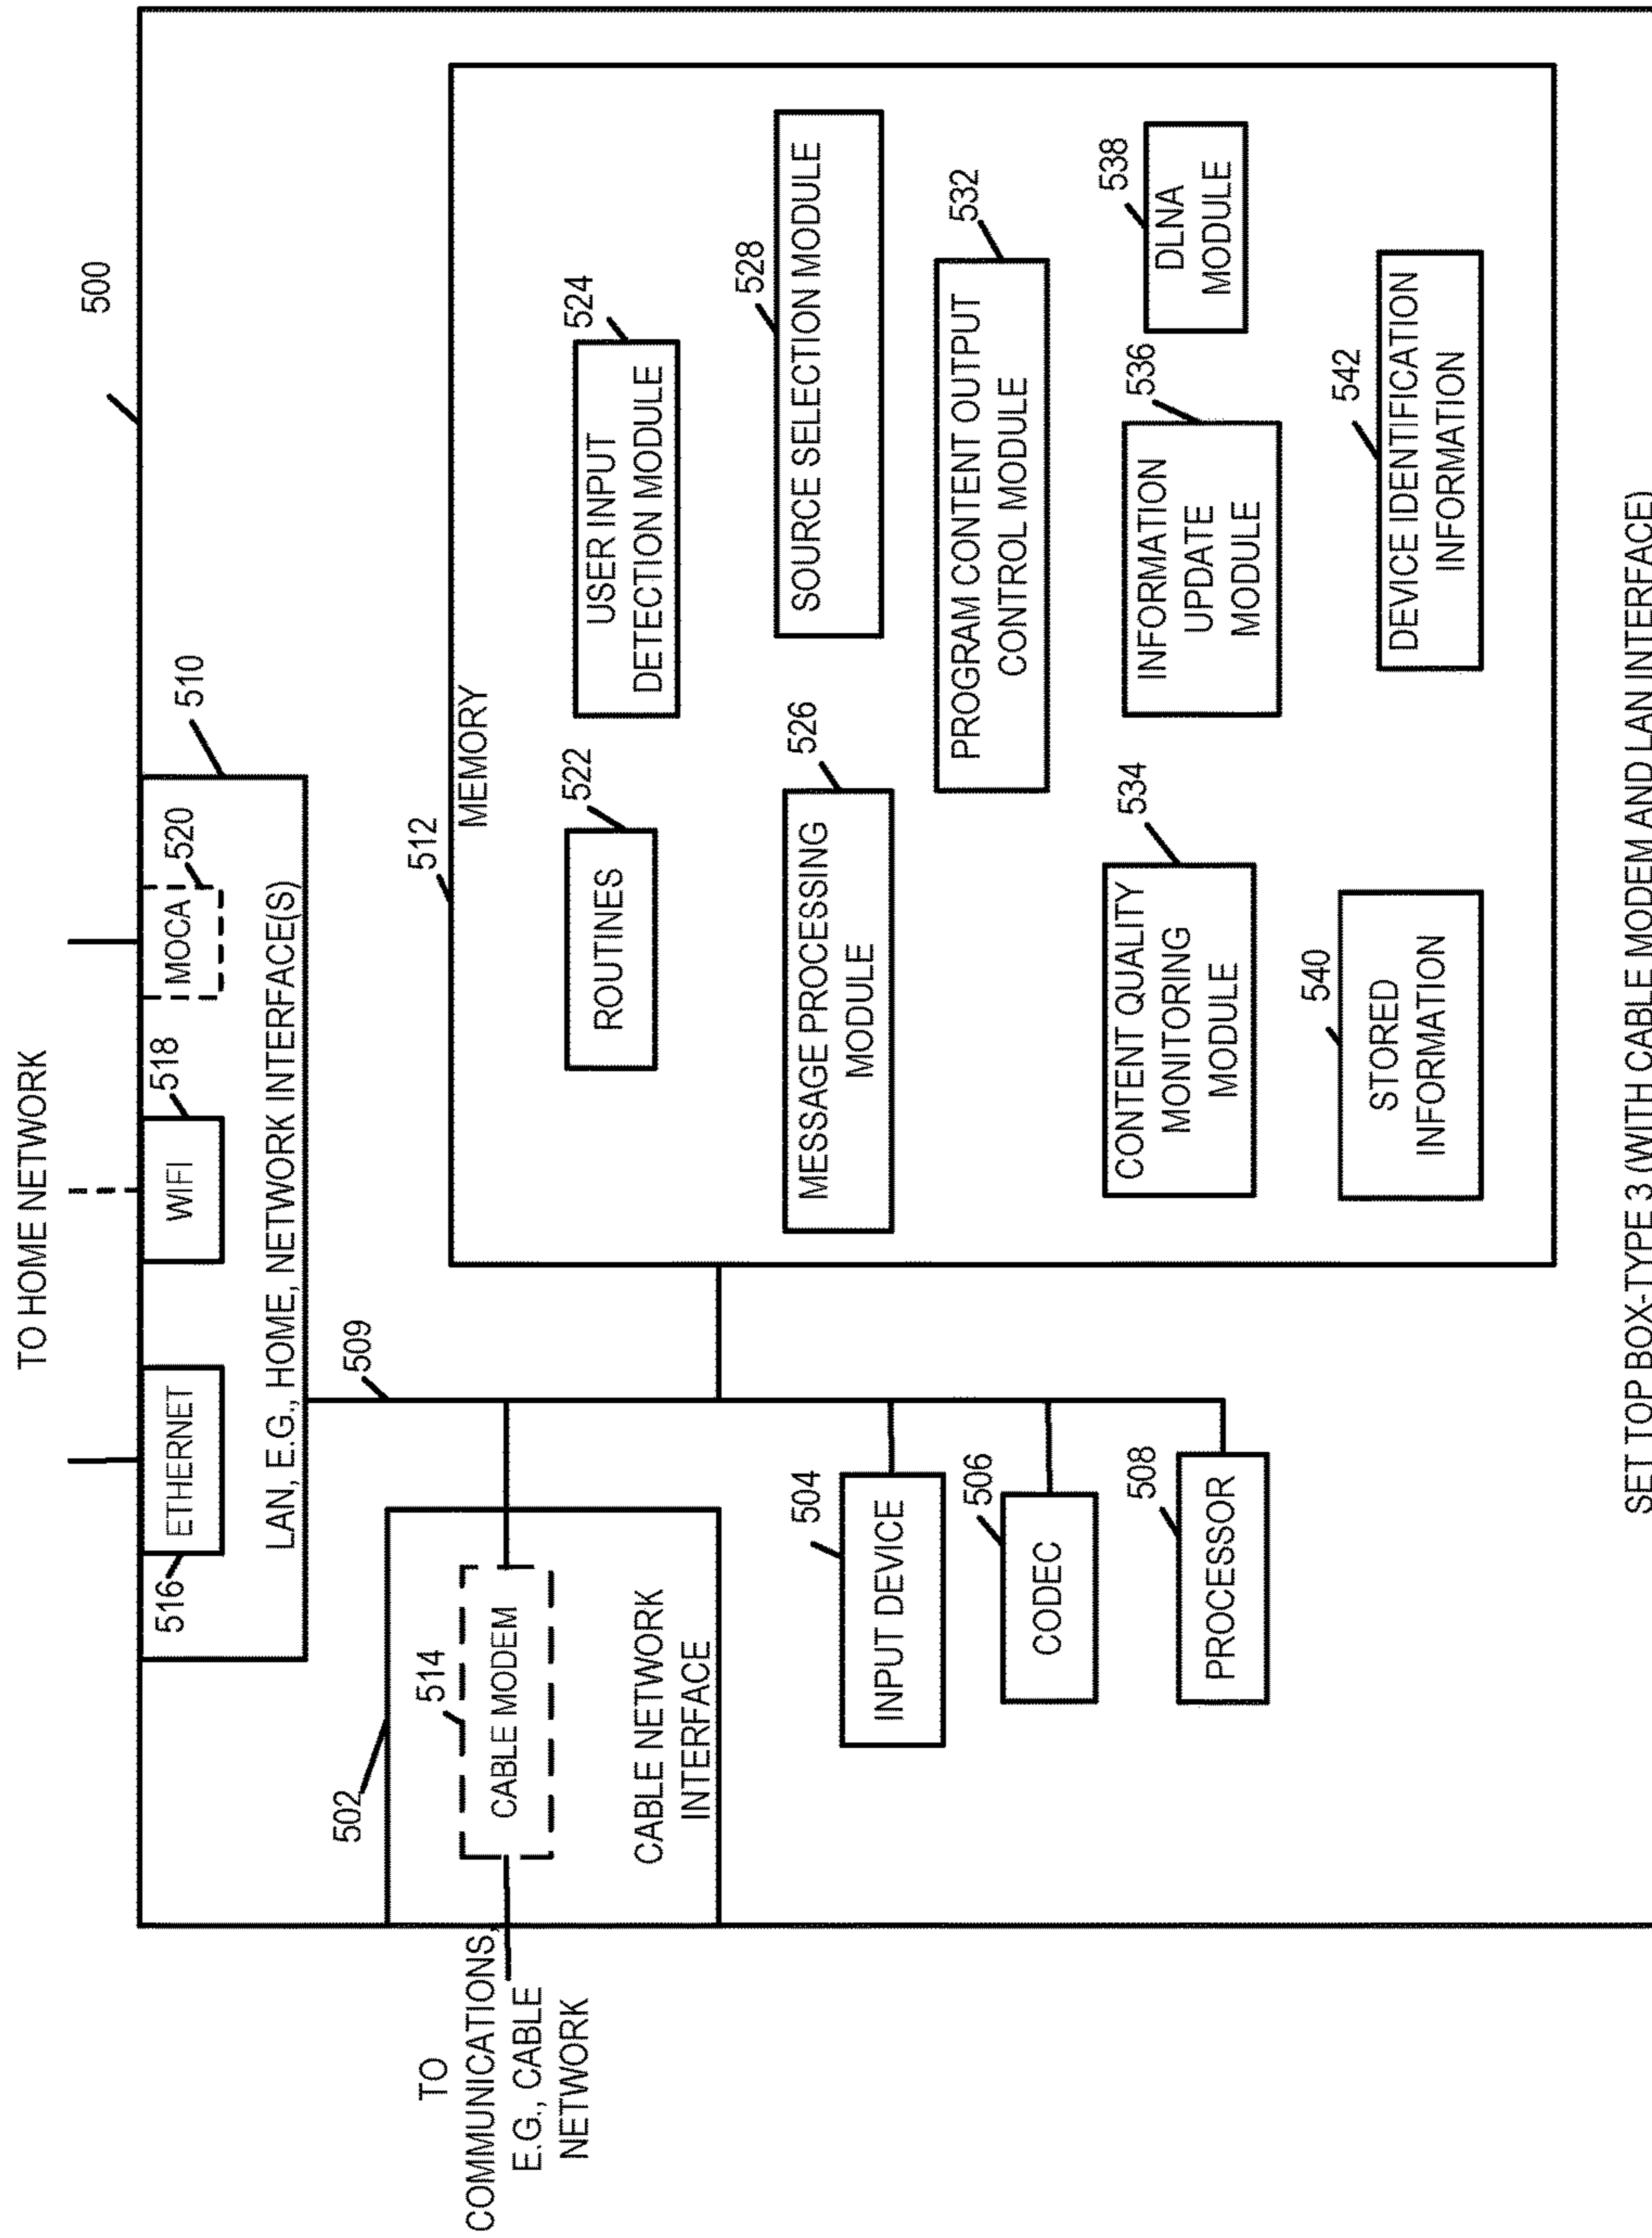 TO HOME NETWORK
500
510
516
ETHERNET
518
WIFI
520
MOCA
LAN, E.G., HOME, NETWORK INTERFACE(S)
509
502
514
CABLE MODEM
CABLE NETWORK
INTERFACE
TO
COMMUNICATIONS,
E.G., CABLE
NETWORK
504
INPUT DEVICE
506
CODEC
508
PROCESSOR
512
MEMORY
522
ROUTINES
524
USER INPUT
DETECTION MODULE
526
MESSAGE PROCESSING
MODULE
528
SOURCE SELECTION MODULE
532
PROGRAM CONTENT OUTPUT
CONTROL MODULE
534
CONTENT QUALITY
MONITORING
MODULE
536
INFORMATION
UPDATE
MODULE
538
DLNA
MODULE
540
STORED
INFORMATION
542
DEVICE IDENTIFICATION
INFORMATION
SET TOP BOX-TYPE 3 (WITH CABLE MODEM AND LAN INTERFACE)